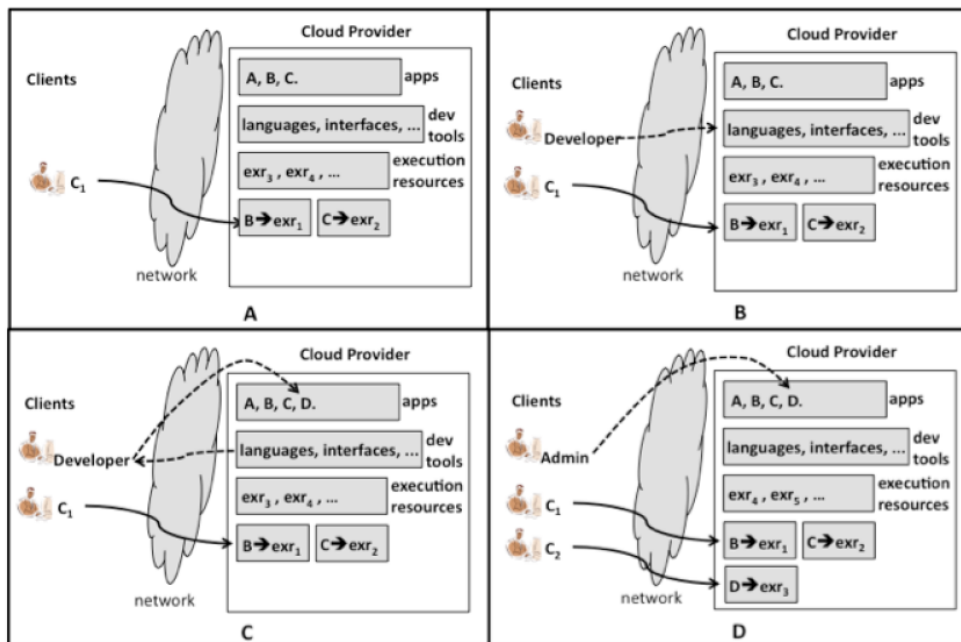 Cloud Provider
Clients
A, B, C.
apps
languages, interfaces, ...
dev
tools
C₁
exr₃ , exr₄ , ...
execution
resources
B➔exr₁
C➔exr₂
network
A
Cloud Provider
Clients
A, B, C.
apps
Developer
languages, interfaces, ...
dev
tools
C₁
exr₃ , exr₄ , ...
execution
resources
B➔exr₁
C➔exr₂
network
B
Cloud Provider
Clients
A, B, C, D.
apps
Developer
languages, interfaces, ...
dev
tools
C₁
exr₃ , exr₄ , ...
execution
resources
B➔exr₁
C➔exr₂
network
C
Cloud Provider
Clients
A, B, C, D.
apps
Admin
languages, interfaces, ...
dev
tools
C₁
exr₄ , exr₅ , ...
execution
resources
B➔exr₁
C➔exr₂
C₂
D➔exr₃
network
D